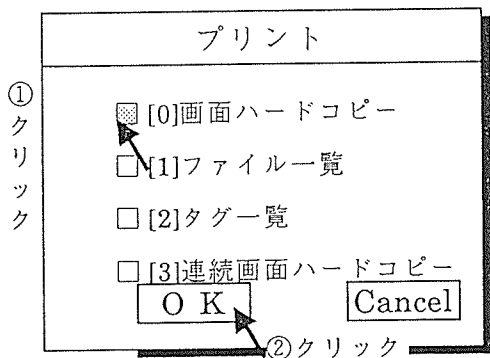 プリント
①クリック
[0]画面ハードコピー
[1]ファイル一覧
[2]タグ一覧
[3]連続画面ハードコピー
OK
Cancel
②クリック